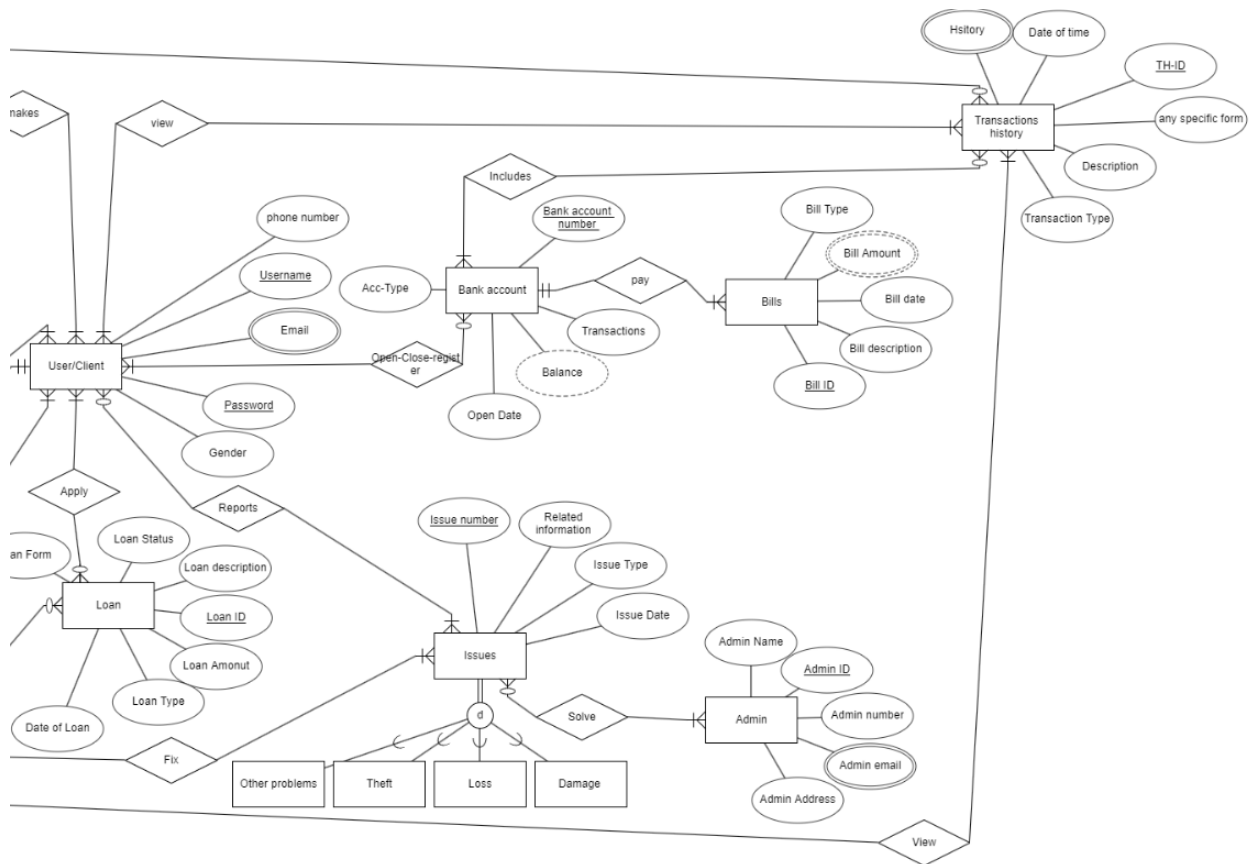 Hsitory
Date of time
TH-ID
any specific form
Transactions
history
Description
Transaction Type
makes
view
Includes
phone number
Username
Email
User/Client
Password
Gender
Bank account
number
Acc-Type
Bank account
Transactions
Balance
Open Date
Open-Close-regist
er
pay
Bill Type
Bill Amount
Bills
Bill date
Bill description
Bill ID
Apply
Reports
an Form
Loan Status
Loan description
Loan
Loan ID
Loan Amonut
Loan Type
Date of Loan
Fix
Issue number
Related
information
Issue Type
Issue Date
Issues
d
Other problems
Theft
Loss
Damage
Solve
Admin Name
Admin ID
Admin
Admin number
Admin email
Admin Address
View